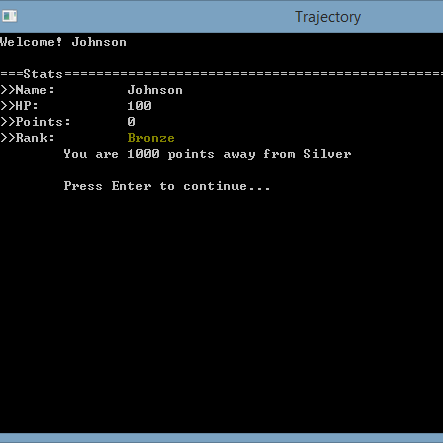 Trajectory
Welcome! Johnson
===Stats================================================
>>Name: Johnson
>>HP: 100
>>Points: 0
>>Rank: Bronze
You are 1000 points away from Silver
Press Enter to continue...